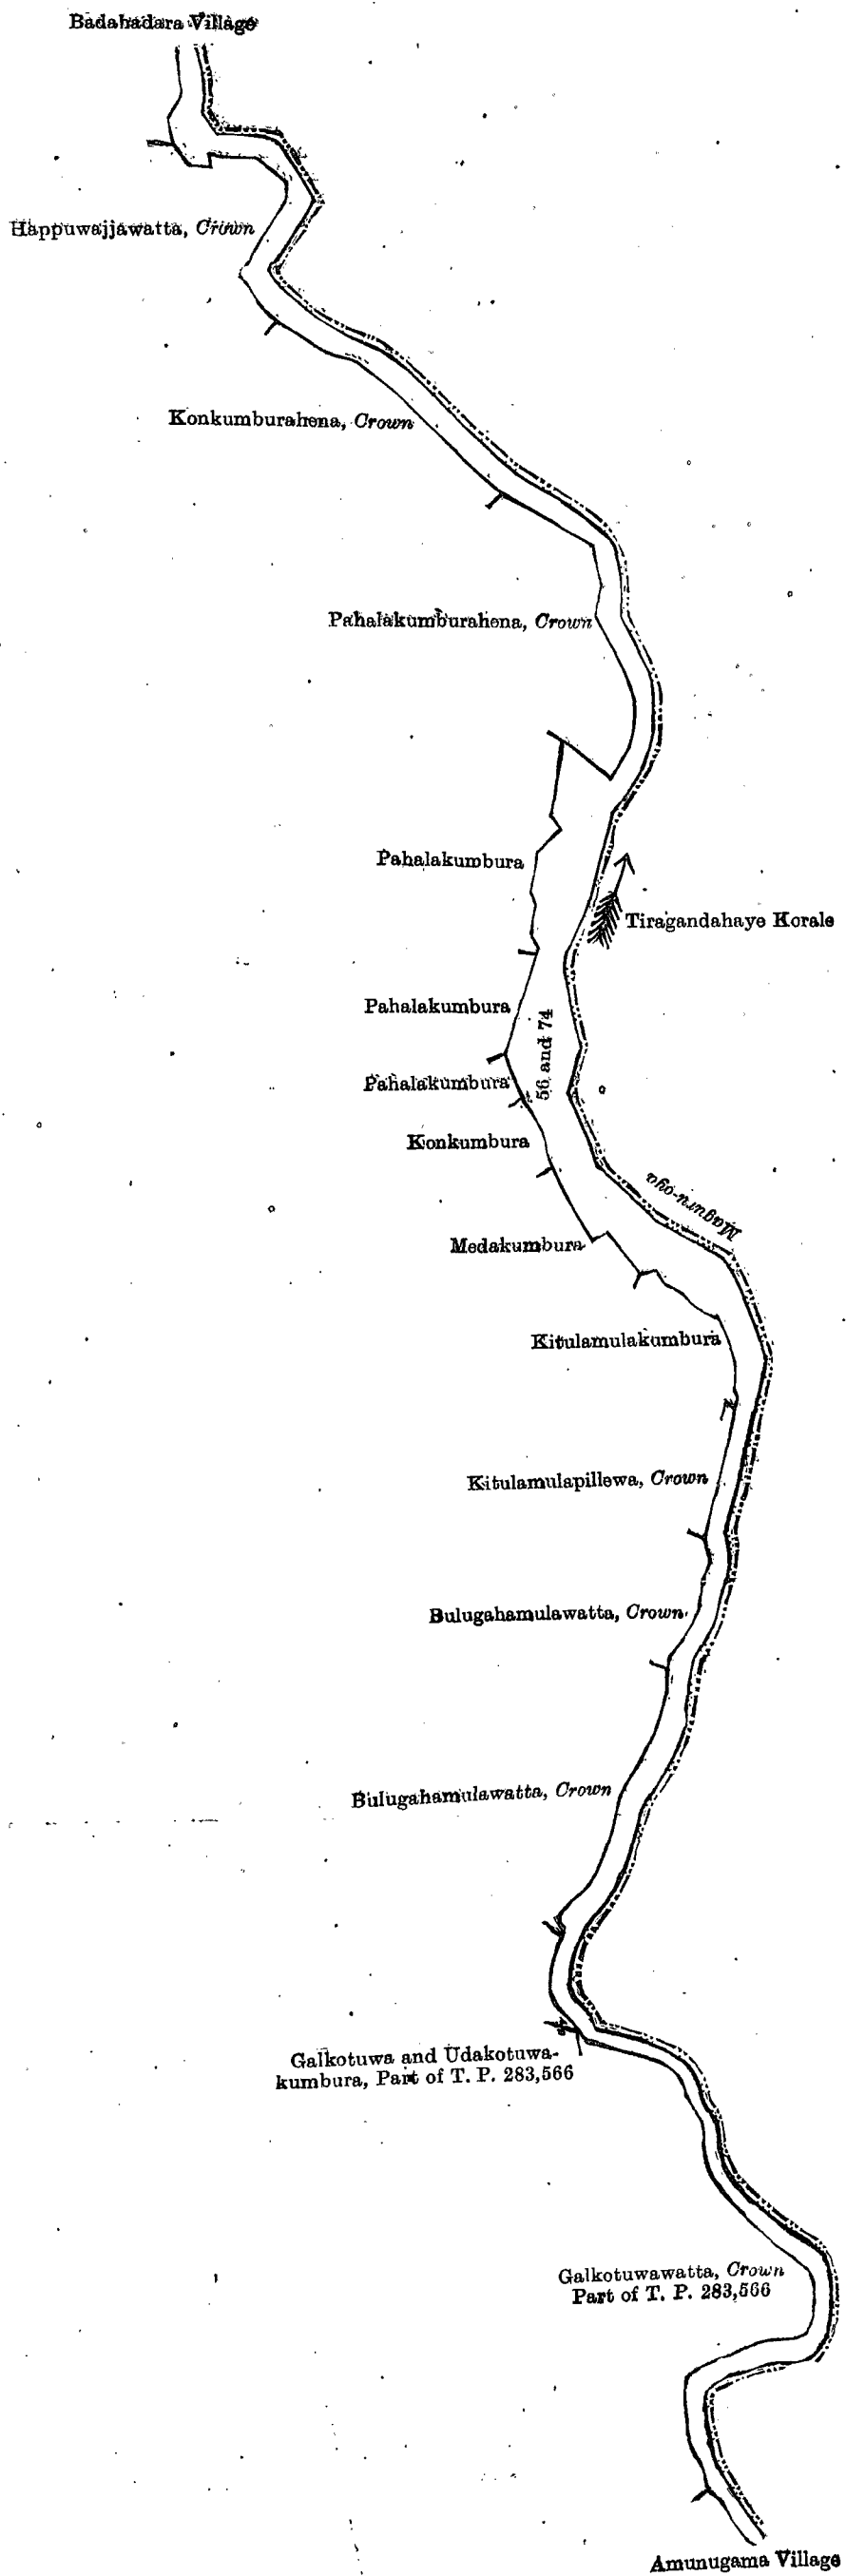 Badahadara Village
Happuwajjawatta, Crown
Konkumburahena, Crown
Pahalakumburahena, Crown
Pahalakumbura
Tiragandahaye Korale
Pahalakumbura
56 and 74
Pahalakumbura
Konkumbura
Maguru-oya
Medakumbura
Kitulamulakumbura
Kitulamulapillewa, Crown
Bulugahamulawatta, Crown
Bulugahamulawatta, Crown
Galkotuwa and Udakotuwa-
kumbura, Part of T. P. 283,566
Galkotuwawatta, Crown
Part of T. P. 283,566
Amunugama Village